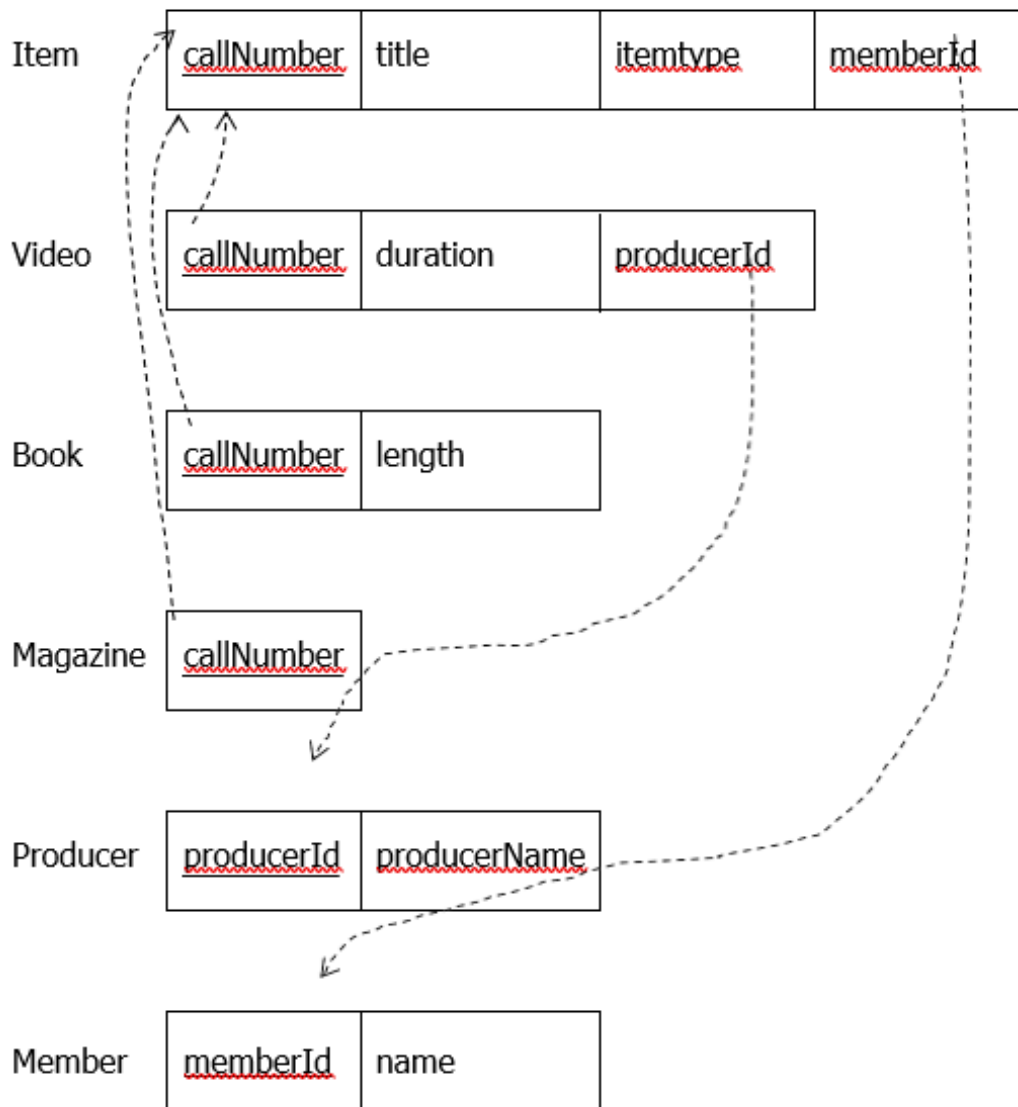 Item callNumber title itemtype memberId
Video callNumber duration producerId
Book callNumber length
Magazine callNumber
Producer producerId producerName
Member memberId name